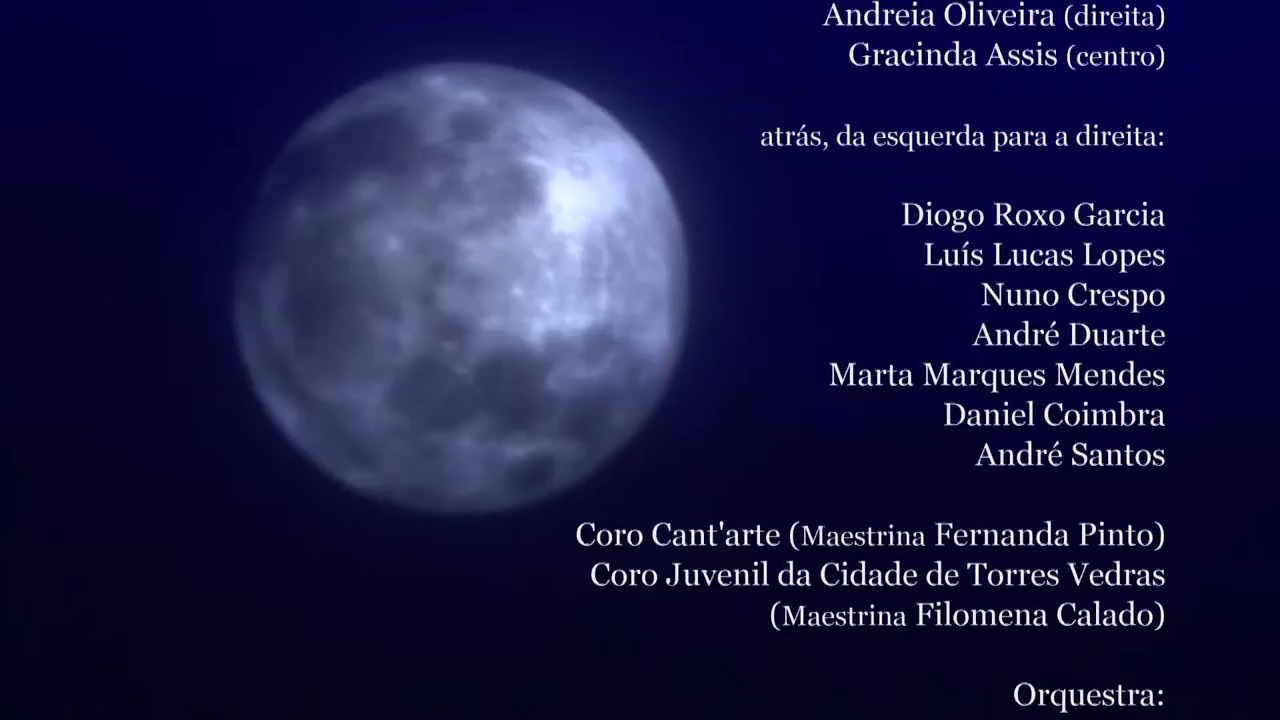 Andreia Oliveira (direita)
Gracinda Assis (centro)
atrás, da esquerda para a direita:
Diogo Roxo Garcia
Luís Lucas Lopes
Nuno Crespo
André Duarte
Marta Marques Mendes
Daniel Coimbra
André Santos
Coro Cant'arte (Maestrina Fernanda Pinto)
Coro Juvenil da Cidade de Torres Vedras
(Maestrina Filomena Calado)
Orquestra: